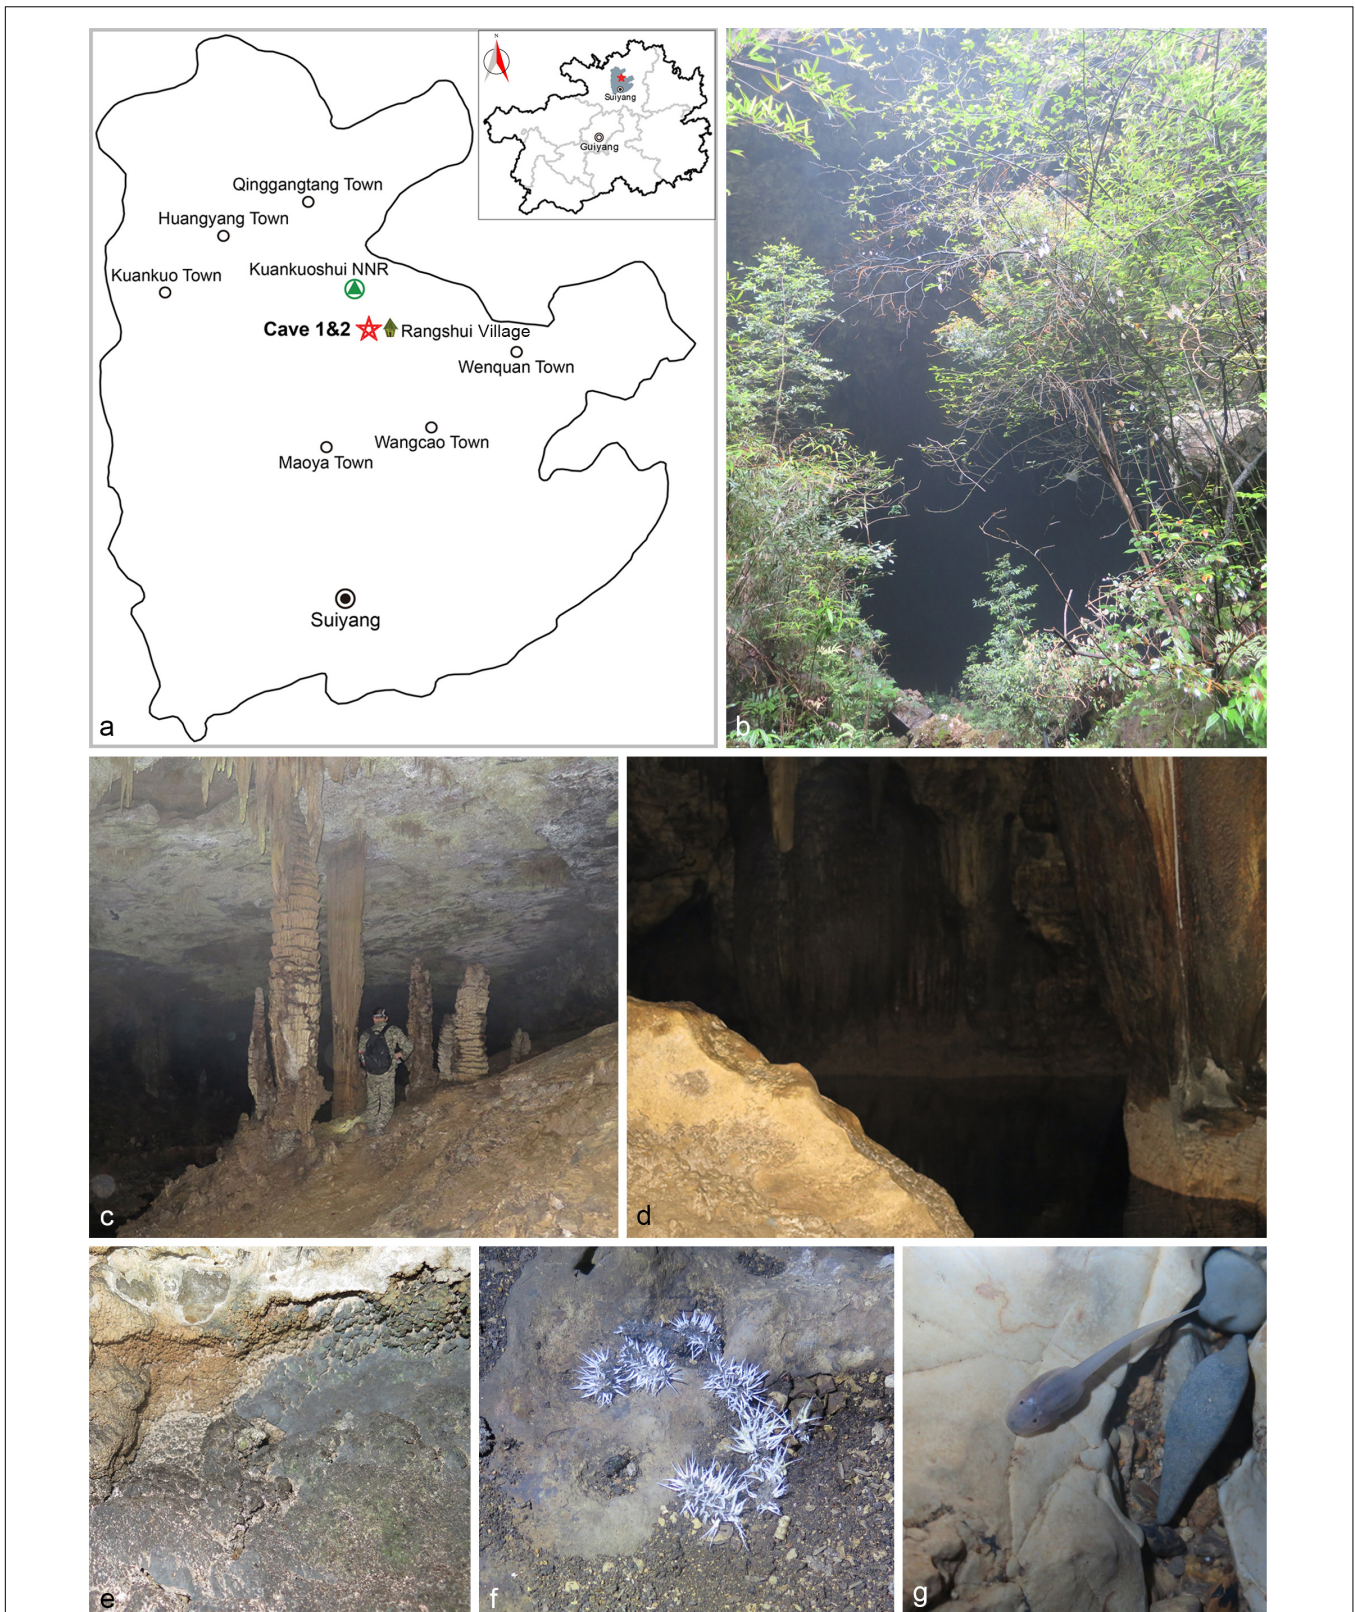 N
Suiyang
Guiyang
Qinggangtang Town
Huangyang Town
Kuankuo Town
Kuankuoshui NNR
Cave 1&2
Rangshui Village
Wenquan Town
Wangcao Town
Maoya Town
Suiyang
a
b
c
d
e
f
g